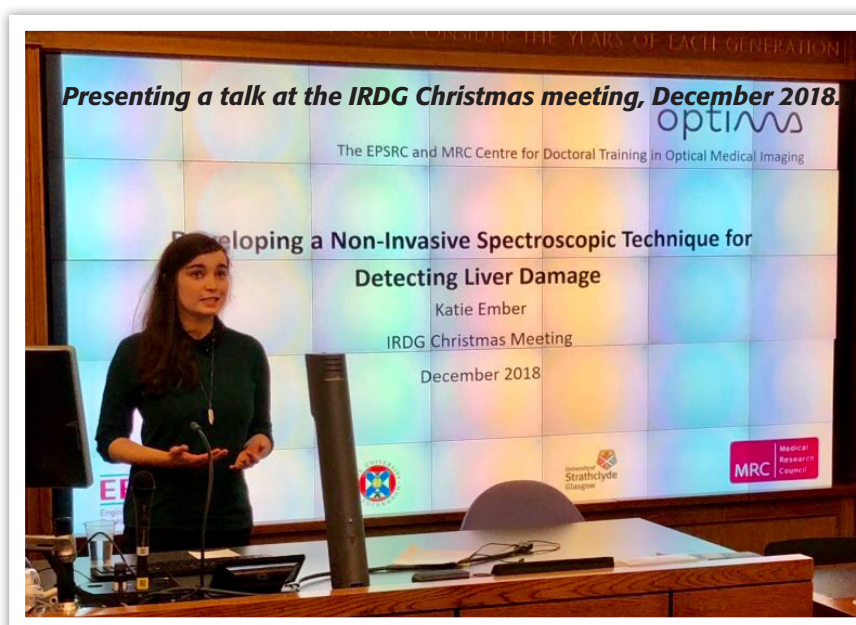 CONSIDER THE YEARS OF EACH GENERATION
Presenting a talk at the IRDG Christmas meeting, December 2018.
optima
The EPSRC and MRC Centre for Doctoral Training in Optical Medical Imaging
Developing a Non-Invasive Spectroscopic Technique for
Detecting Liver Damage
Katie Ember
IRDG Christmas Meeting
December 2018
University of
Strathclyde
Glasgow
MRC
Medical
Research
Council